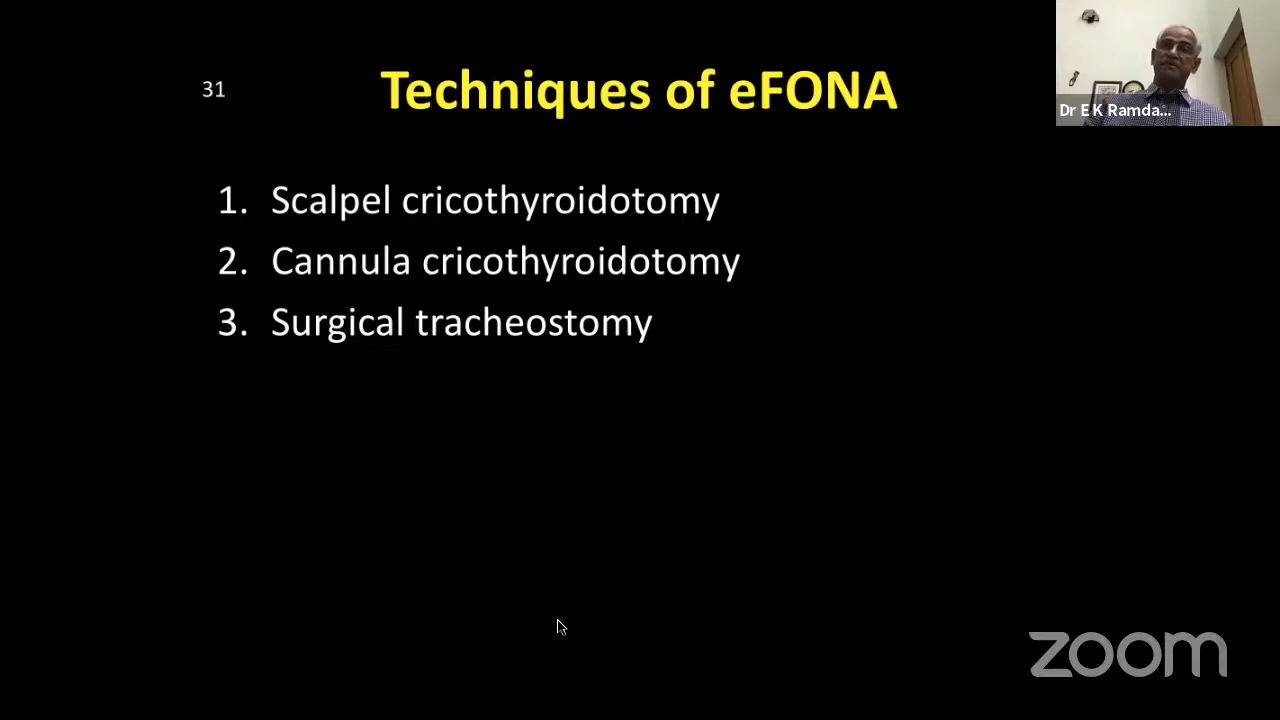 31
Techniques of eFONA
Dr E K Ramda...
1. Scalpel cricothyroidotomy
2. Cannula cricothyroidotomy
3. Surgical tracheostomy
zoom